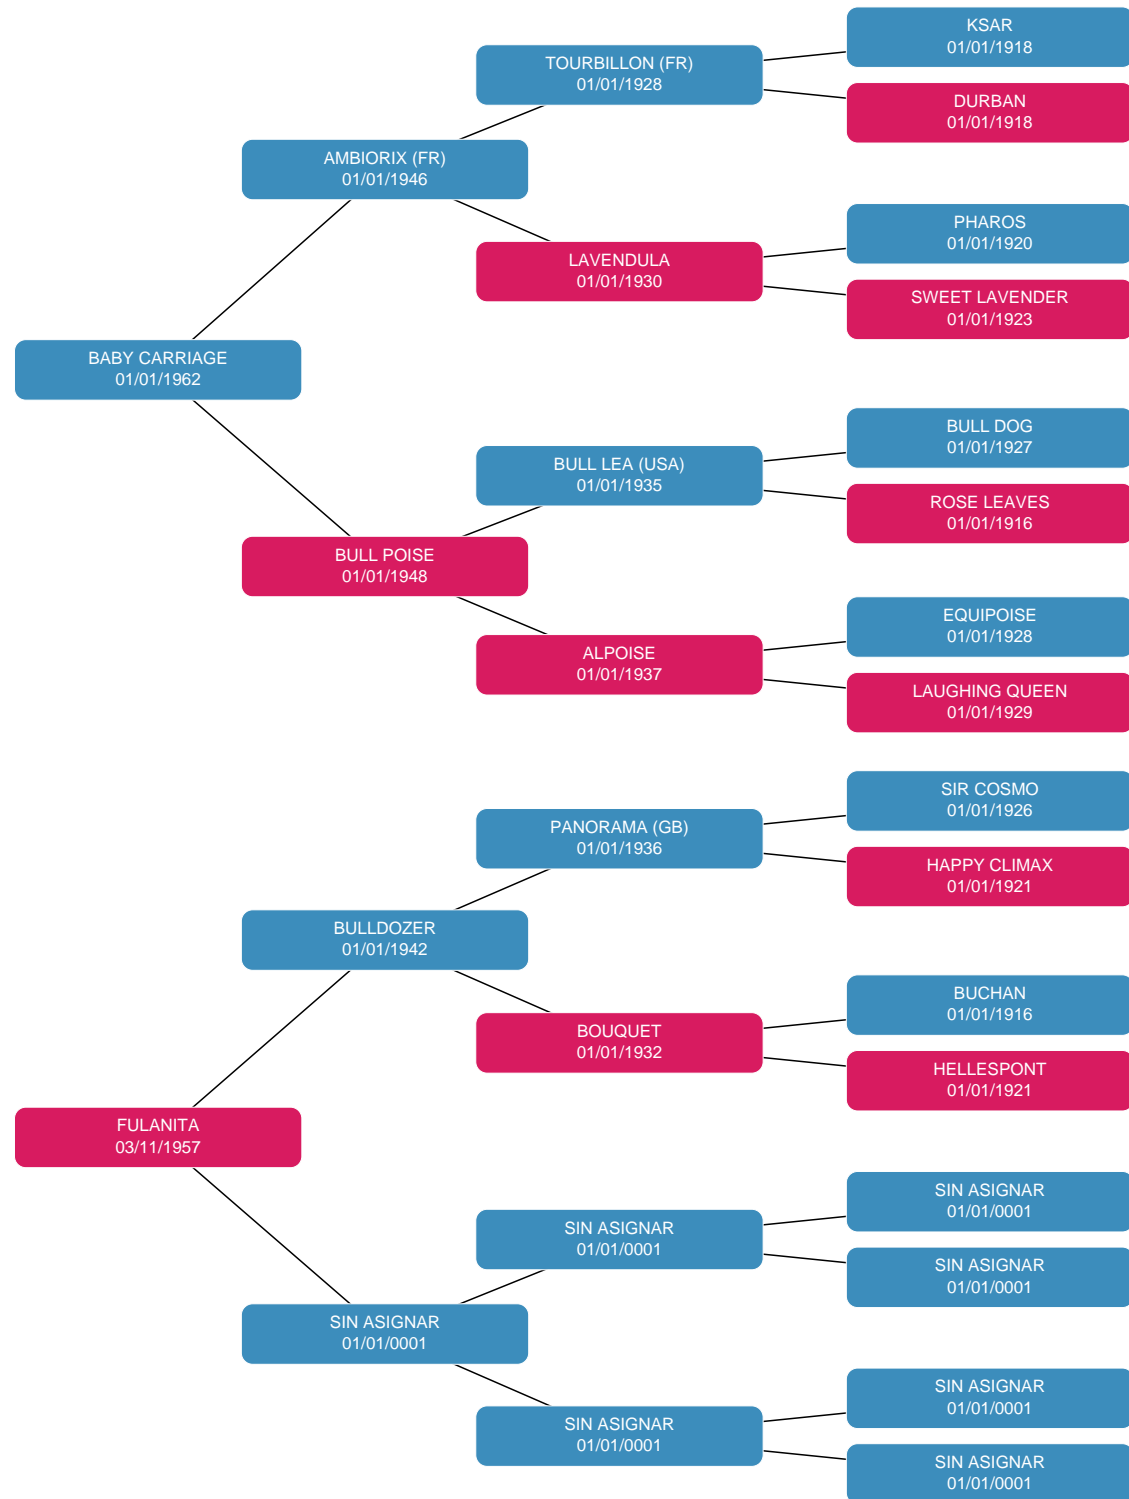 KSAR
01/01/1918
TOURBILLON (FR)
01/01/1928
DURBAN
01/01/1918
AMBIORIX (FR)
01/01/1946
PHAROS
01/01/1920
LAVENDULA
01/01/1930
SWEET LAVENDER
01/01/1923
BABY CARRIAGE
01/01/1962
BULL DOG
01/01/1927
BULL LEA (USA)
01/01/1935
ROSE LEAVES
01/01/1916
BULL POISE
01/01/1948
EQUIPOISE
01/01/1928
ALPOISE
01/01/1937
LAUGHING QUEEN
01/01/1929
SIR COSMO
01/01/1926
PANORAMA (GB)
01/01/1936
HAPPY CLIMAX
01/01/1921
BULLDOZER
01/01/1942
BUCHAN
01/01/1916
BOUQUET
01/01/1932
HELLESPONT
01/01/1921
FULANITA
03/11/1957
SIN ASIGNAR
01/01/0001
SIN ASIGNAR
01/01/0001
SIN ASIGNAR
01/01/0001
SIN ASIGNAR
01/01/0001
SIN ASIGNAR
01/01/0001
SIN ASIGNAR
01/01/0001
SIN ASIGNAR
01/01/0001